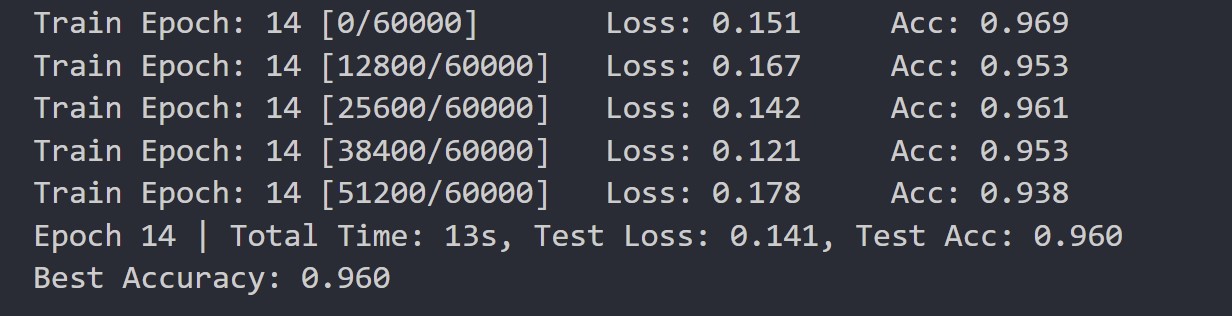 Train Epoch: 14 [0/60000] Loss: 0.151 Acc: 0.969
Train Epoch: 14 [12800/60000] Loss: 0.167 Acc: 0.953
Train Epoch: 14 [25600/60000] Loss: 0.142 Acc: 0.961
Train Epoch: 14 [38400/60000] Loss: 0.121 Acc: 0.953
Train Epoch: 14 [51200/60000] Loss: 0.178 Acc: 0.938
Epoch 14 | Total Time: 13s, Test Loss: 0.141, Test Acc: 0.960
Best Accuracy: 0.960